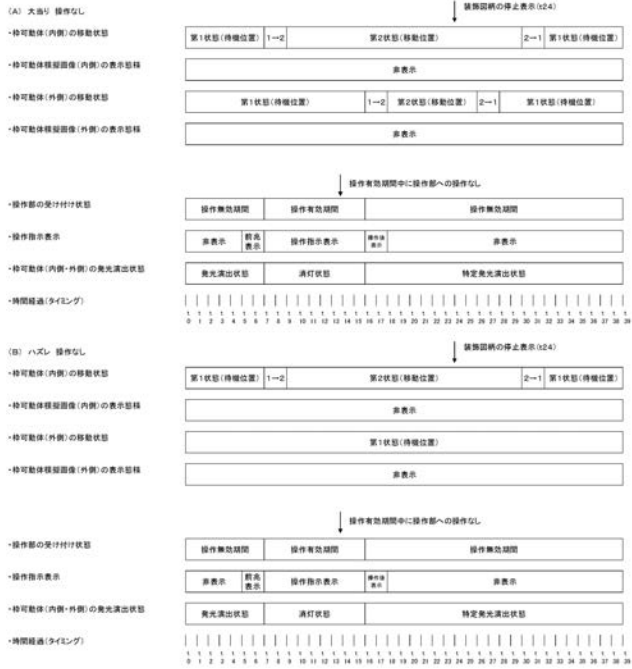 (A) 大当り 操作なし
装飾図柄の停止表示(t24)
・枠可動体(内側)の移動状態
第1状態(待機位置) 1→2 第2状態(移動位置) 2→1 第1状態(待機位置)
・枠可動体模擬画像(内側)の表示態様
非表示
・枠可動体(外側)の移動状態
第1状態(待機位置) 1→2 第2状態(移動位置) 2→1 第1状態(待機位置)
・枠可動体模擬画像(外側)の表示態様
非表示
操作有効期間中に操作部への操作なし
・操作部の受け付け状態
操作無効期間 操作有効期間 操作無効期間
・操作指示表示
非表示 前兆表示 操作指示表示 操作後表示 非表示
・枠可動体(内側・外側)の発光演出状態
発光演出状態 消灯状態 特定発光演出状態
・時間経過(タイミング)
t t t t t t t t t t t t t t t t t t t t t t t t t t t t t t t t t t t t t t t t
0 1 2 3 4 5 6 7 8 9 10 11 12 13 14 15 16 17 18 19 20 21 22 23 24 25 26 27 28 29 30 31 32 33 34 35 36 37 38 39
(B) ハズレ 操作なし
装飾図柄の停止表示(t24)
・枠可動体(内側)の移動状態
第1状態(待機位置) 1→2 第2状態(移動位置) 2→1 第1状態(待機位置)
・枠可動体模擬画像(内側)の表示態様
非表示
・枠可動体(外側)の移動状態
第1状態(待機位置)
・枠可動体模擬画像(外側)の表示態様
非表示
操作有効期間中に操作部への操作なし
・操作部の受け付け状態
操作無効期間 操作有効期間 操作無効期間
・操作指示表示
非表示 前兆表示 操作指示表示 操作後表示 非表示
・枠可動体(内側・外側)の発光演出状態
発光演出状態 消灯状態 特定発光演出状態
・時間経過(タイミング)
t t t t t t t t t t t t t t t t t t t t t t t t t t t t t t t t t t t t t t t t
0 1 2 3 4 5 6 7 8 9 10 11 12 13 14 15 16 17 18 19 20 21 22 23 24 25 26 27 28 29 30 31 32 33 34 35 36 37 38 39